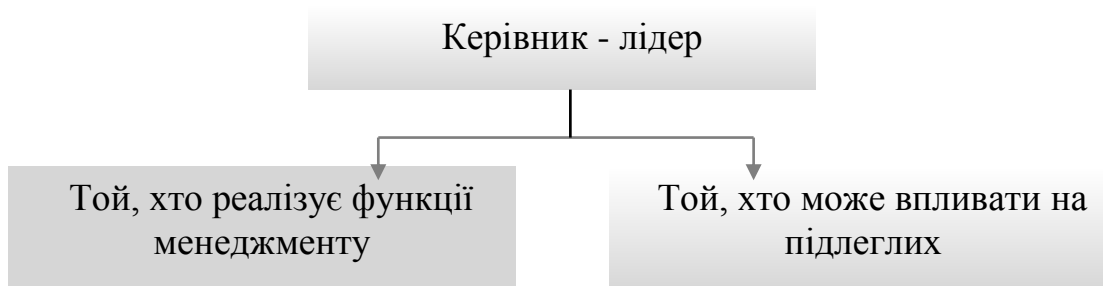 Керівник - лідер
Той, хто реалізує функції
менеджменту
Той, хто може впливати на
підлеглих